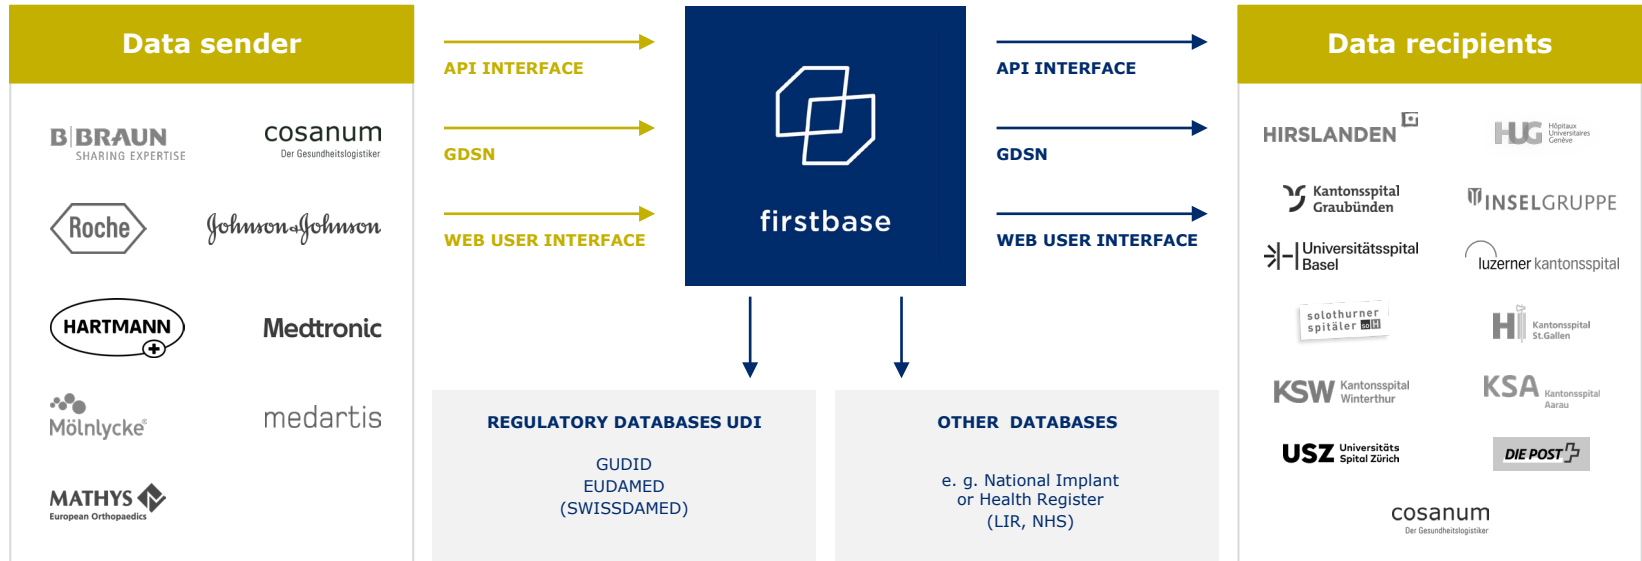 Data sender
B|BRAUN
SHARING EXPERTISE
cosanum
Der Gesundheitslogistiker
Roche
Johnson & Johnson
HARTMANN
Medtronic
Mölnlycke®
medartis
MATHYS
European Orthopaedics
API INTERFACE
GDSN
WEB USER INTERFACE
firstbase
API INTERFACE
GDSN
WEB USER INTERFACE
REGULATORY DATABASES UDI
GUDID
EUDAMED
(SWISSDAMED)
OTHER DATABASES
e. g. National Implant
or Health Register
(LIR, NHS)
Data recipients
HIRSLANDEN
HUG
Hôpitaux
Universitaires
Genève
Kantonsspital
Graubünden
INSELGRUPPE
Universitätsspital
Basel
luzerner kantonsspital
solothurner
spitäler soH
Kantonsspital
St.Gallen
KSW Kantonsspital
Winterthur
KSA Kantonsspital
Aarau
USZ Universitäts
Spital Zürich
DIE POST
cosanum
Der Gesundheitslogistiker